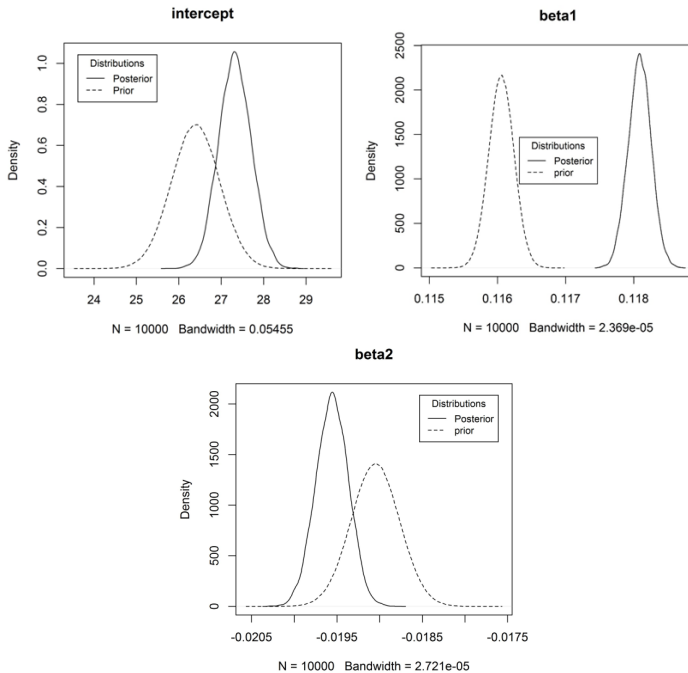 intercept
Density
0.0 0.2 0.4 0.6 0.8 1.0
Distributions
Posterior
Prior
24 25 26 27 28 29
N = 10000 Bandwidth = 0.05455
beta1
Density
0 500 1000 1500 2000 2500
Distributions
Posterior
prior
0.115 0.116 0.117 0.118
N = 10000 Bandwidth = 2.369e-05
beta2
Density
0 500 1000 1500 2000
Distributions
Posterior
prior
-0.0205 -0.0195 -0.0185 -0.0175
N = 10000 Bandwidth = 2.721e-05